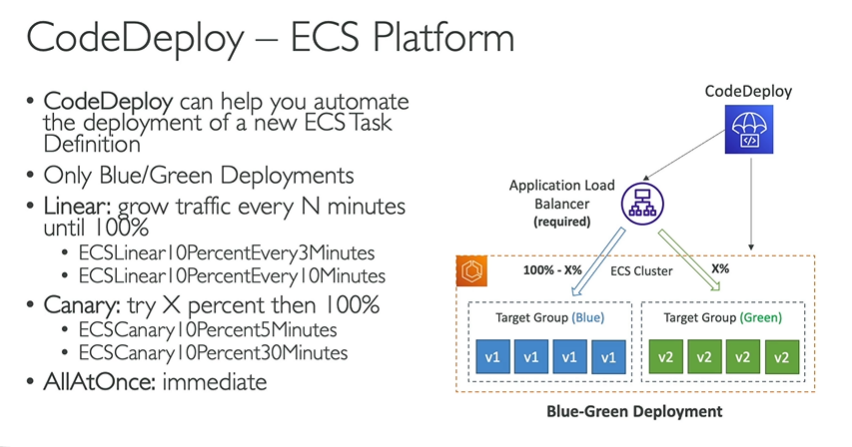 CodeDeploy – ECS Platform
• CodeDeploy can help you automate
the deployment of a new ECS Task
Definition
• Only Blue/Green Deployments
• Linear: grow traffic every N minutes
until 100%
• ECSLinear10PercentEvery3Minutes
• ECSLinear10PercentEvery10Minutes
• Canary: try X percent then 100%
• ECSCanary10Percent5Minutes
• ECSCanary10Percent30Minutes
• AllAtOnce: immediate
CodeDeploy
Application Load
Balancer
(required)
100% - X%
ECS Cluster
X%
Target Group (Blue)
Target Group (Green)
v1 v1 v1 v1
v2 v2 v2 v2
Blue-Green Deployment